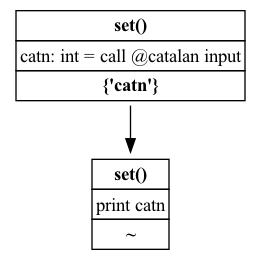 set()
catn: int = call @catalan input
{'catn'}
set()
print catn
~